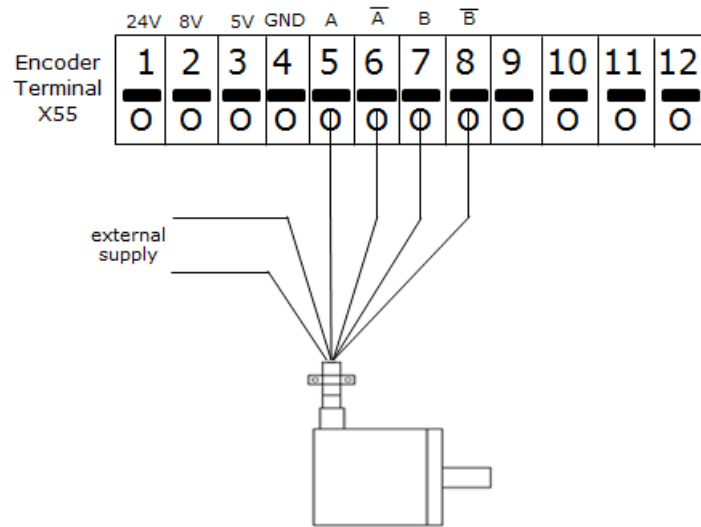 24V 8V 5V GND A A̅ B B̅
Encoder
Terminal
X55
1 2 3 4 5 6 7 8 9 10 11 12
external
supply